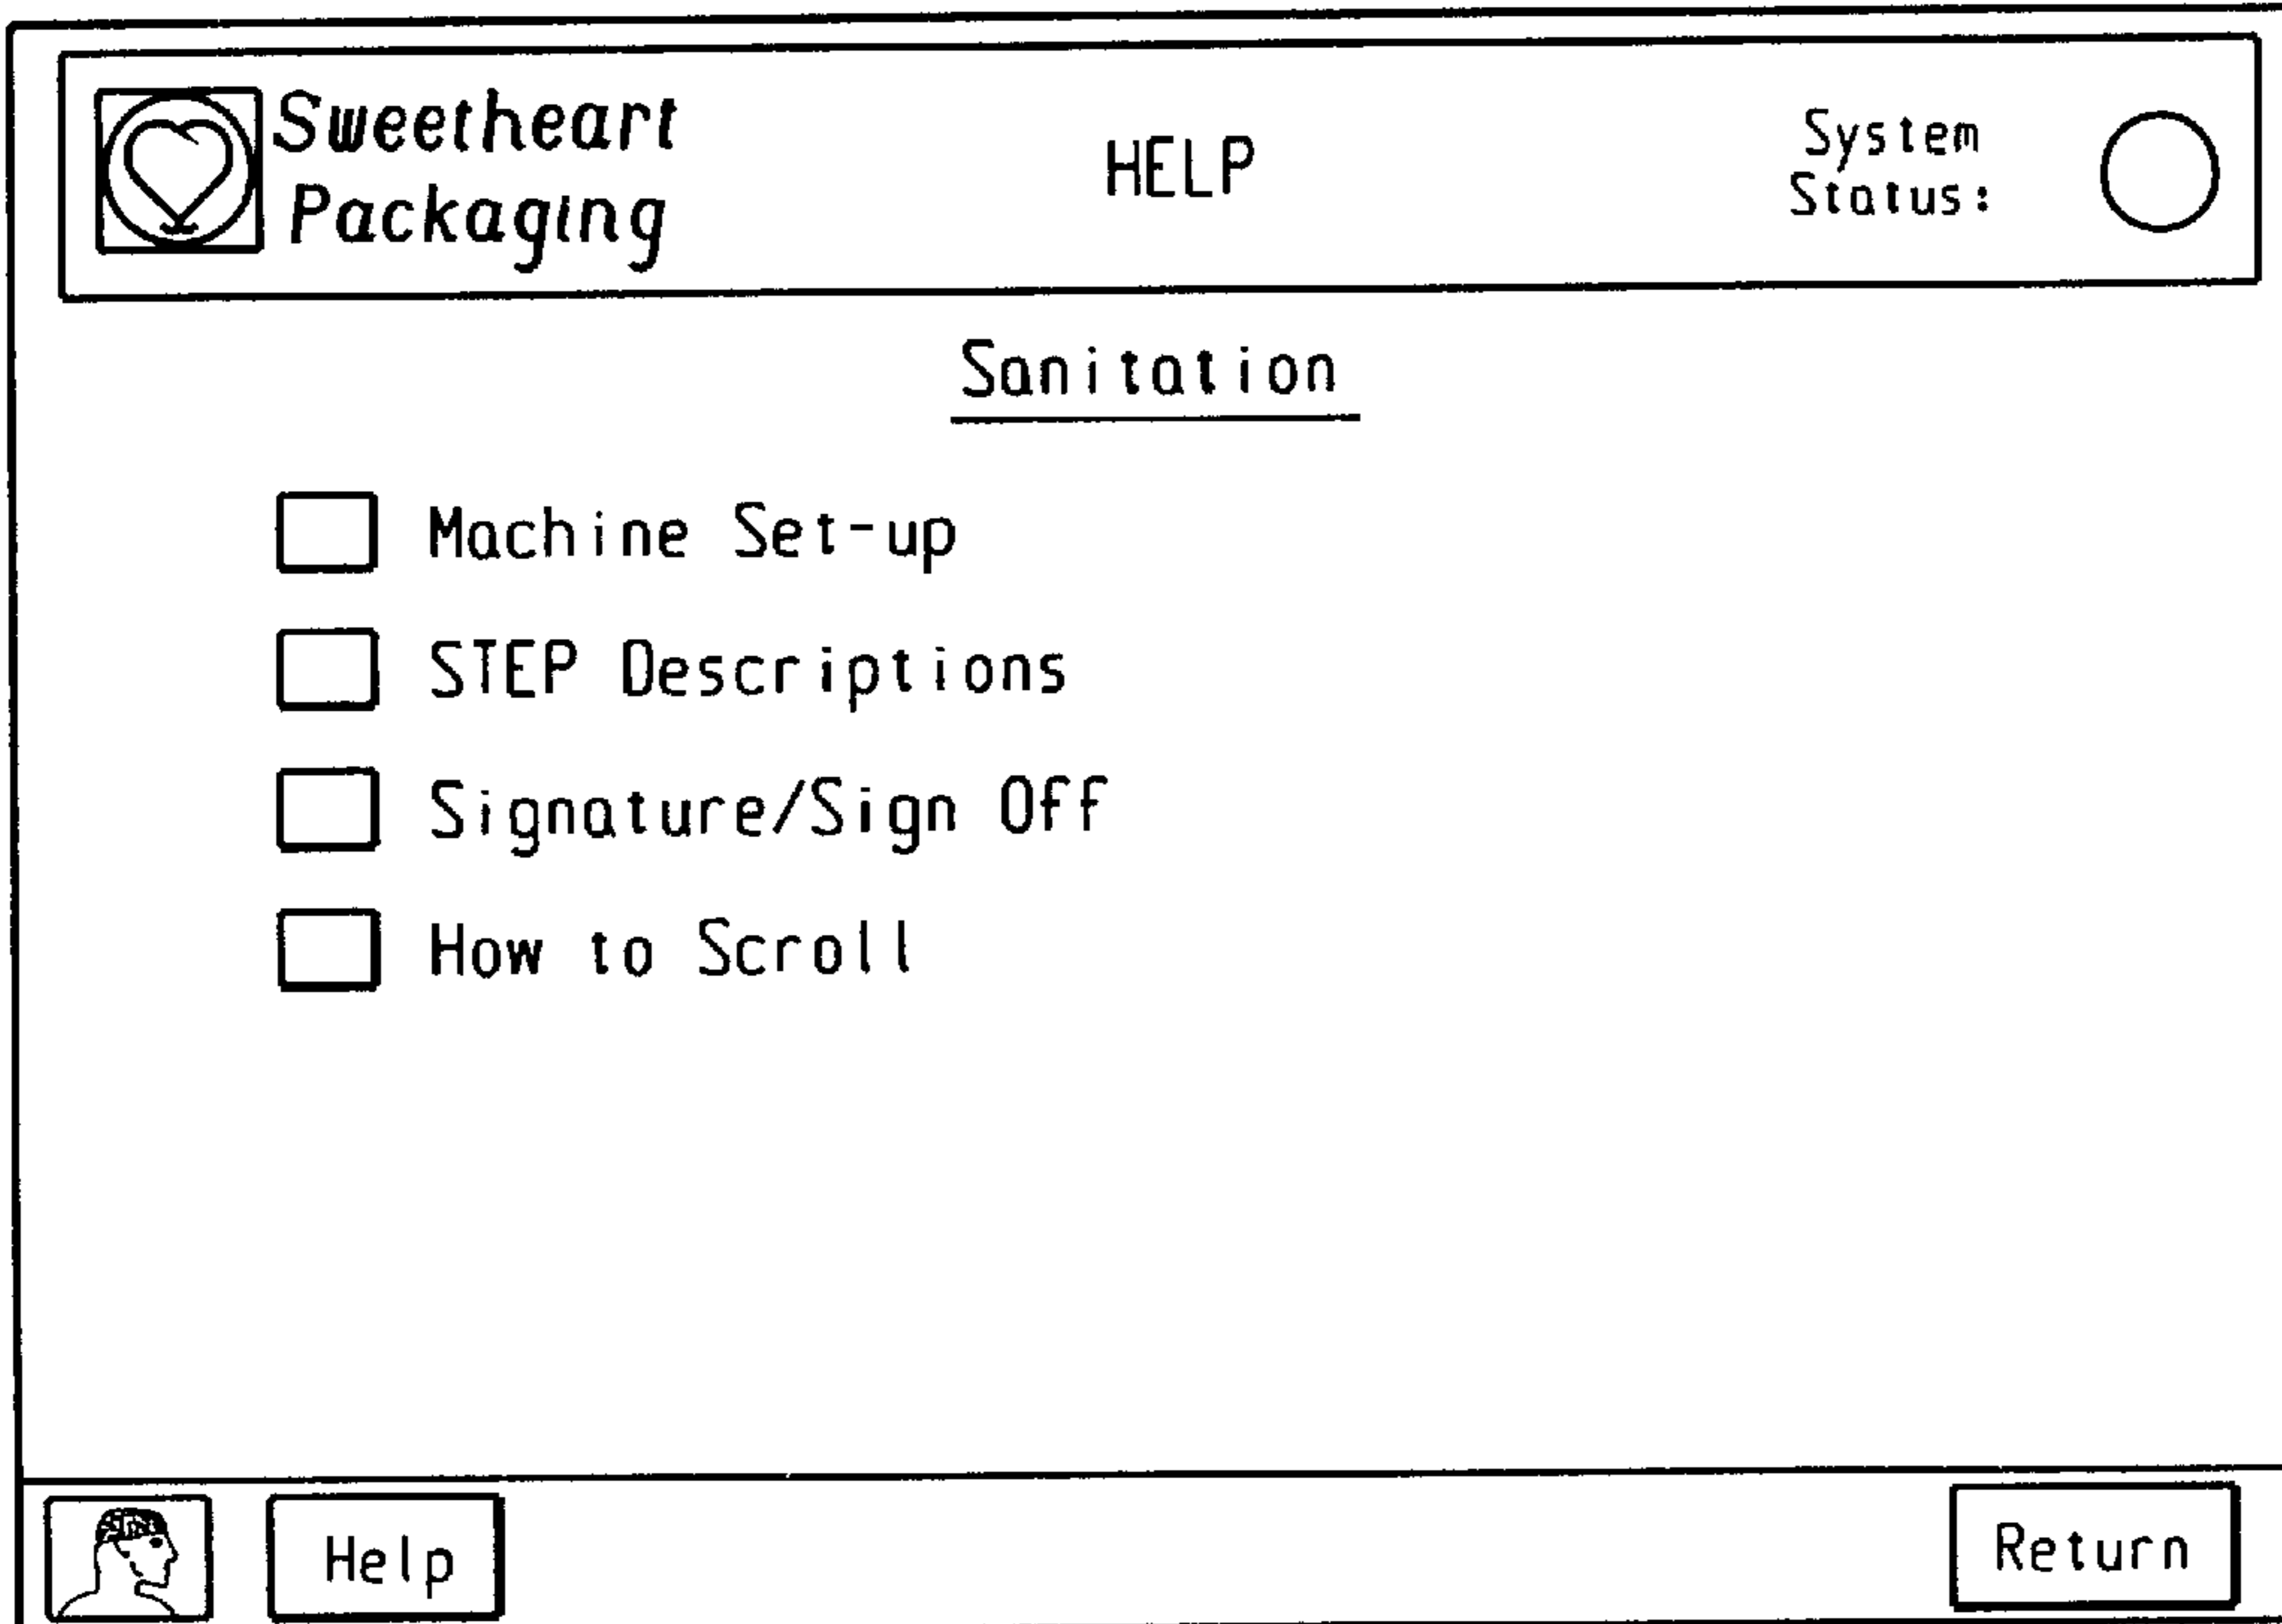 Sweetheart
Packaging
HELP
System
Status:
Sanitation
Machine Set-up
STEP Descriptions
Signature/Sign Off
How to Scroll
Help
Return